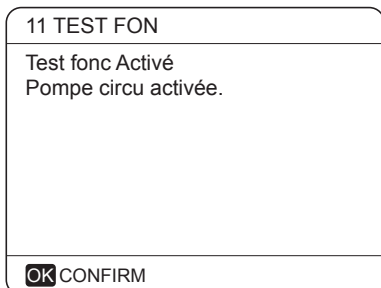 11 TEST FON
Test fonc Activé
Pompe circu activée.
OK CONFIRM